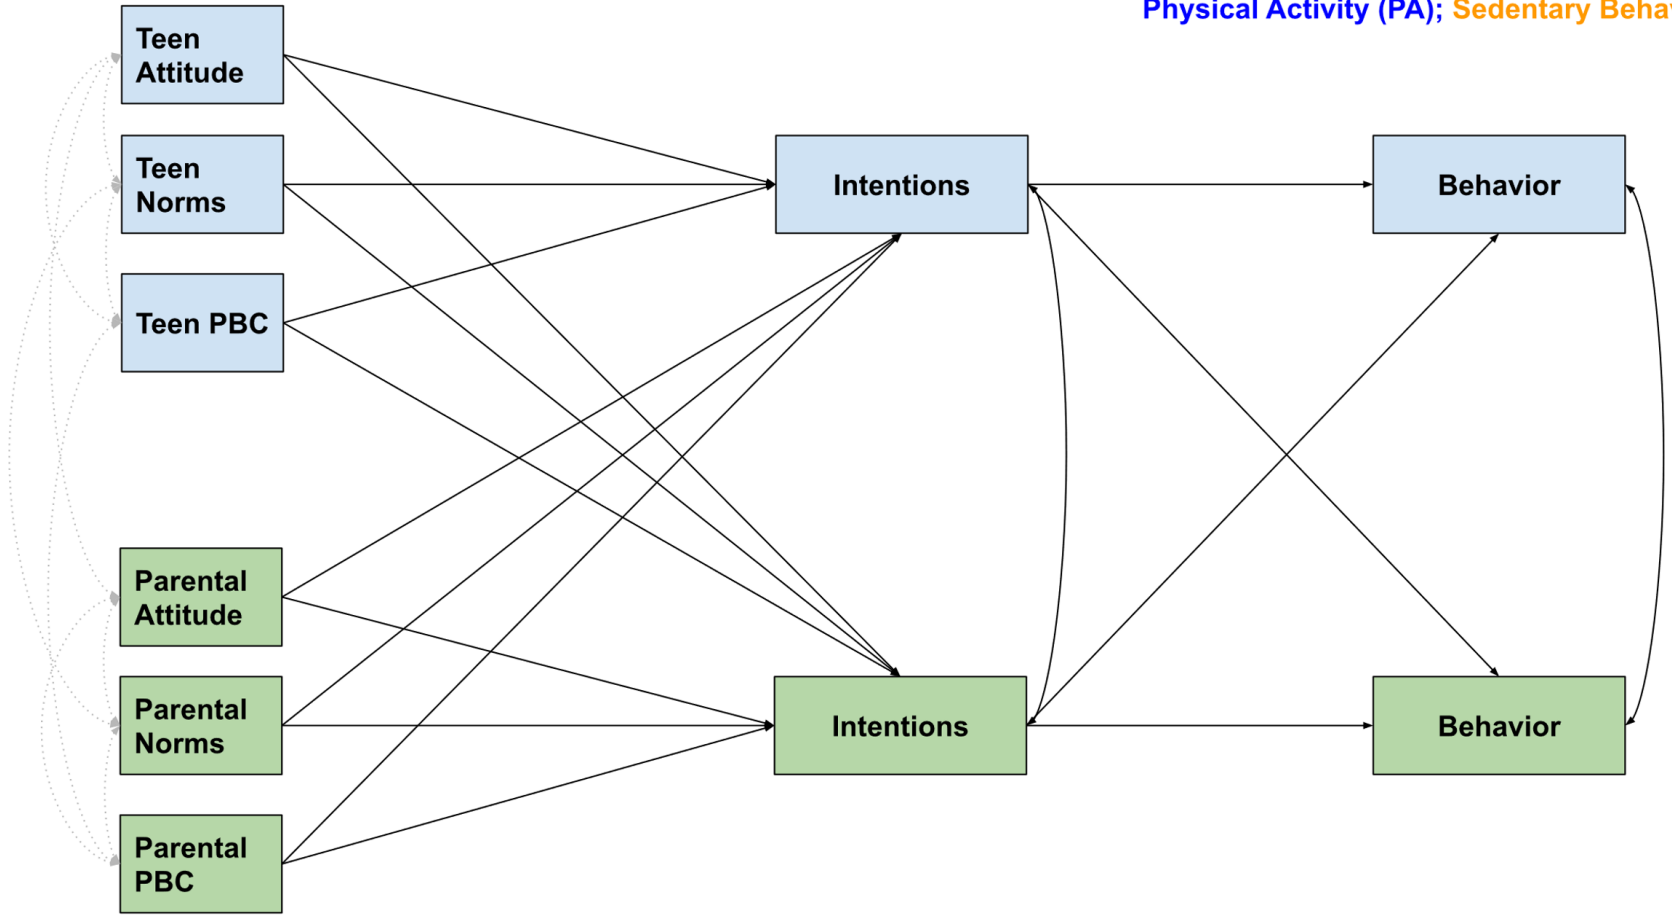 Physical Activity (PA); Sedentary
Teen
Attitude
Teen
Norms
Teen PBC
Intentions
Behavior
Parental
Attitude
Parental
Norms
Parental
PBC
Intentions
Behavior